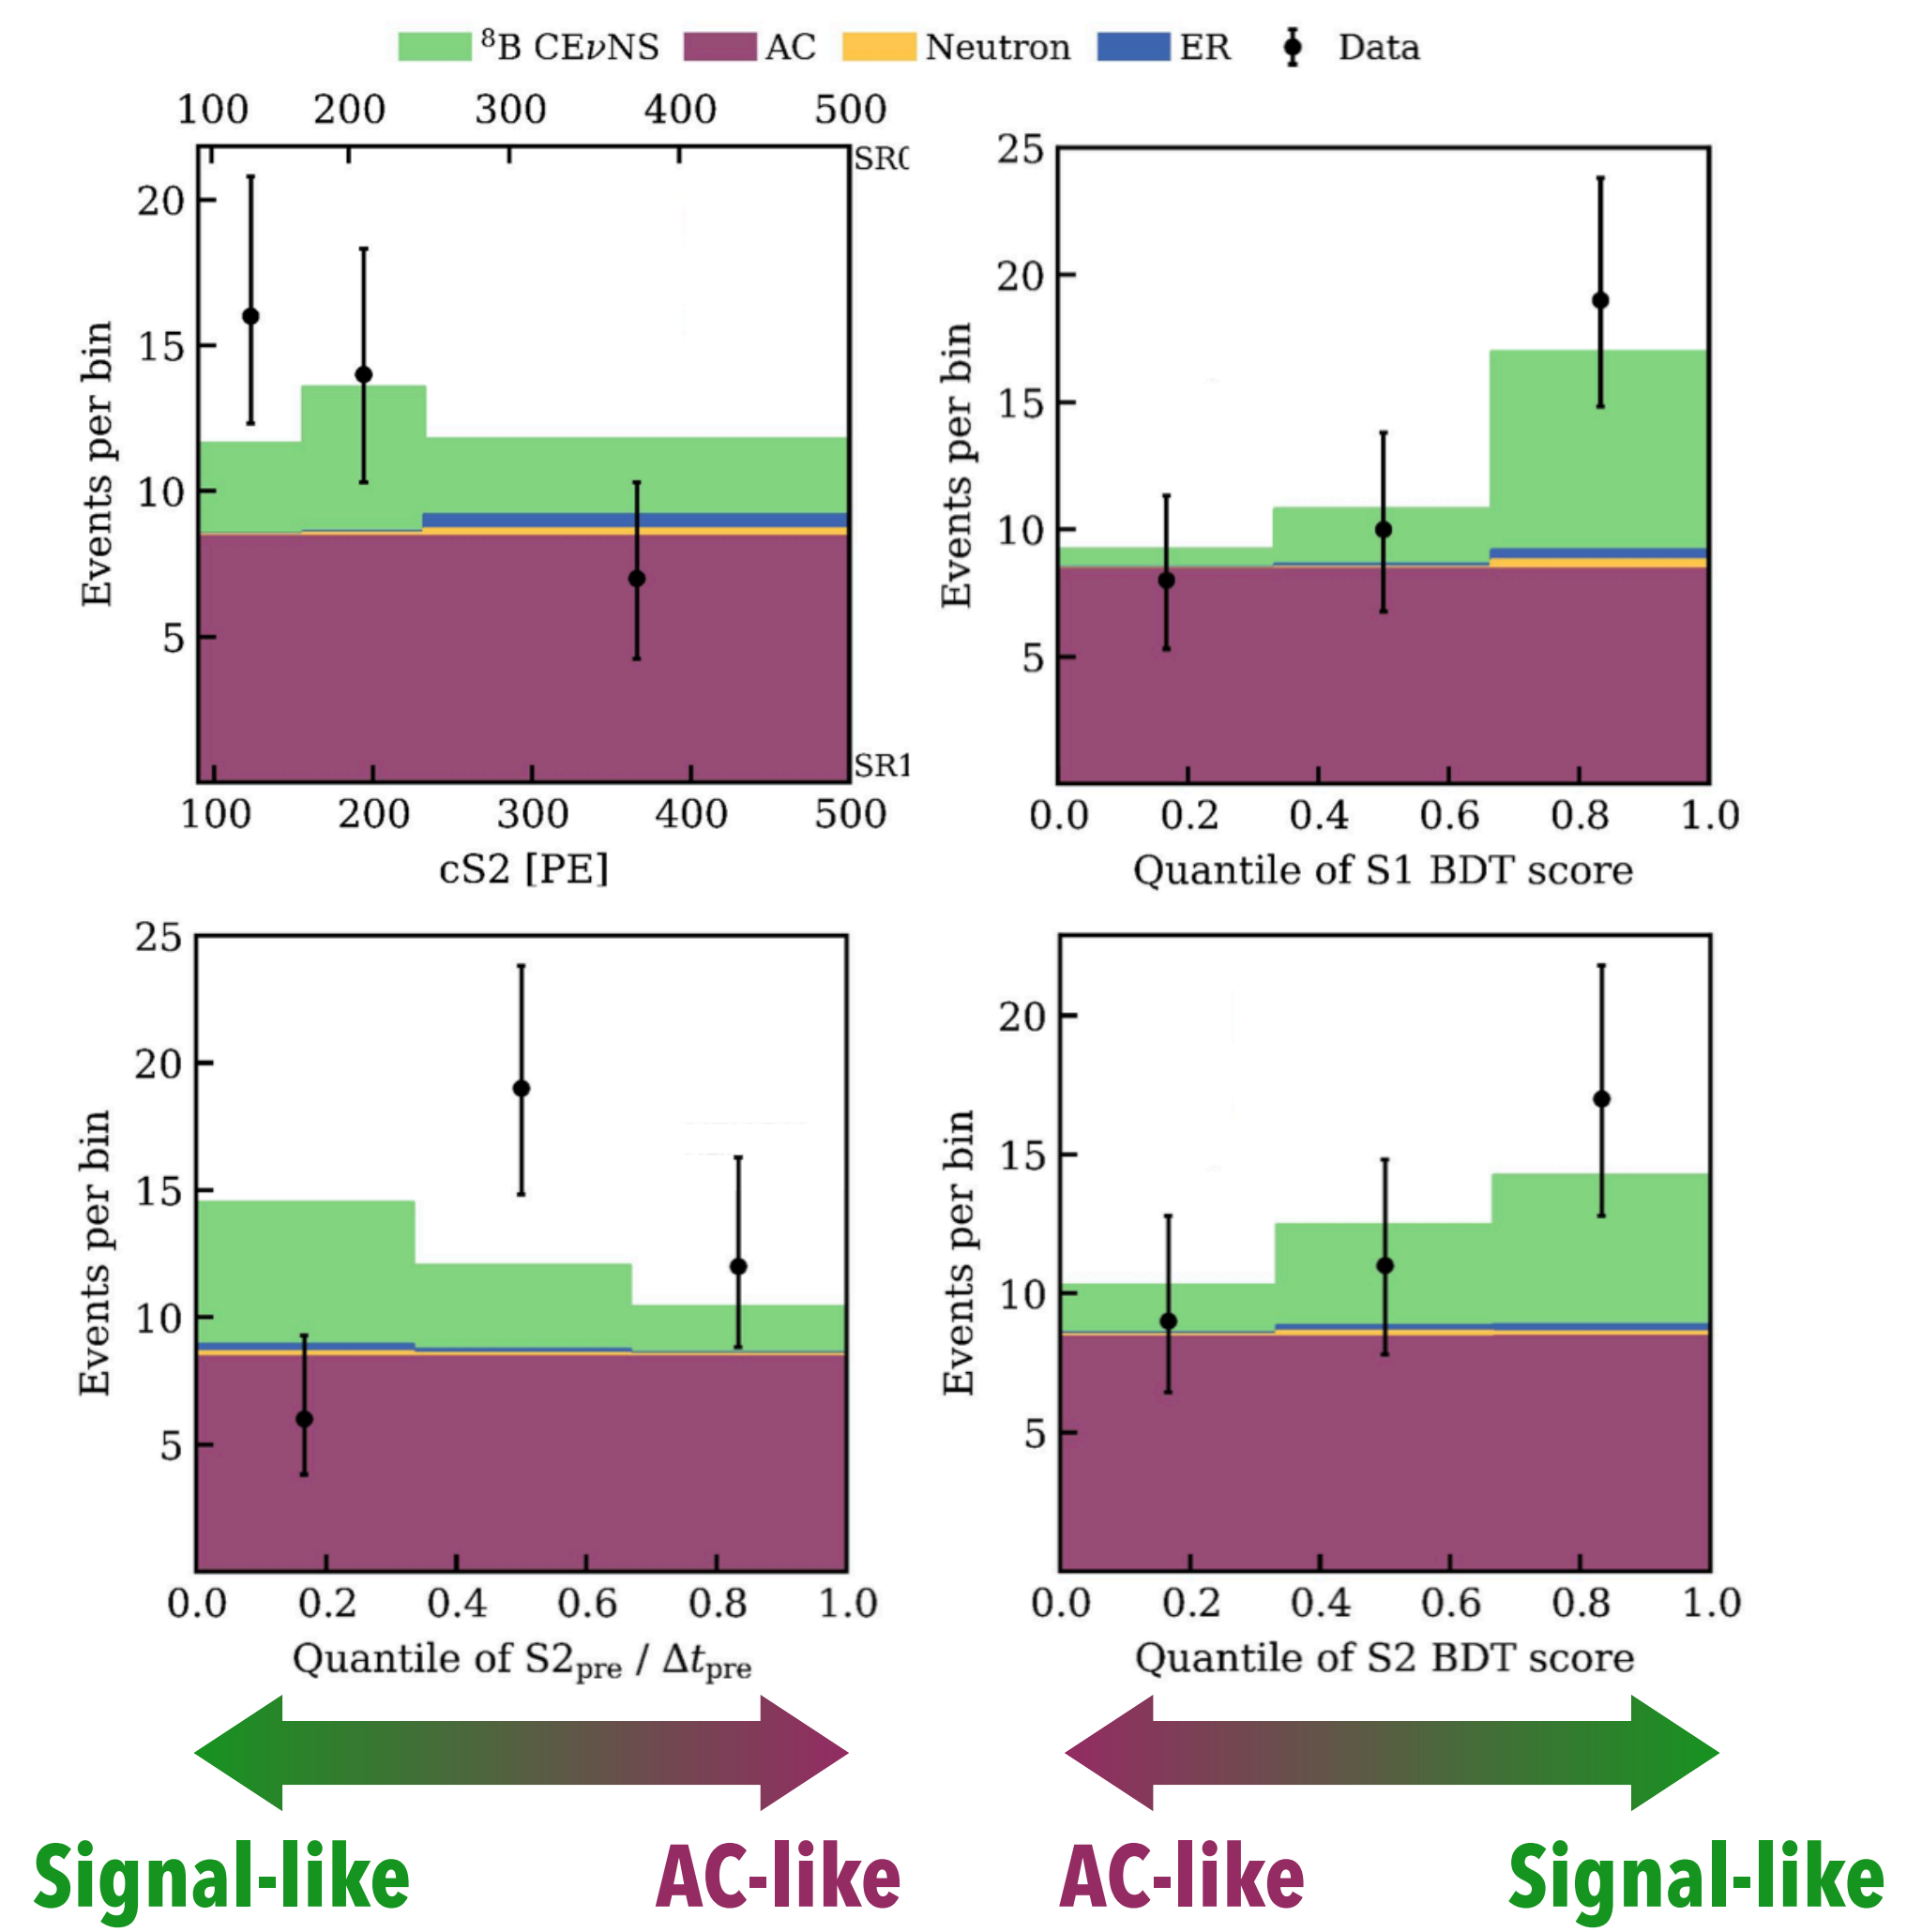 ⁸B CEνNS AC Neutron ER Data
100 200 300 400 500
SR0
20
15
10
5
Events per bin
SR1
100 200 300 400 500
cS2 [PE]
25
20
15
10
5
Events per bin
0.0 0.2 0.4 0.6 0.8 1.0
Quantile of S1 BDT score
25
20
15
10
5
Events per bin
0.0 0.2 0.4 0.6 0.8 1.0
Quantile of S2pre / Δtpre
20
15
10
5
Events per bin
0.0 0.2 0.4 0.6 0.8 1.0
Quantile of S2 BDT score
Signal-like AC-like AC-like Signal-like